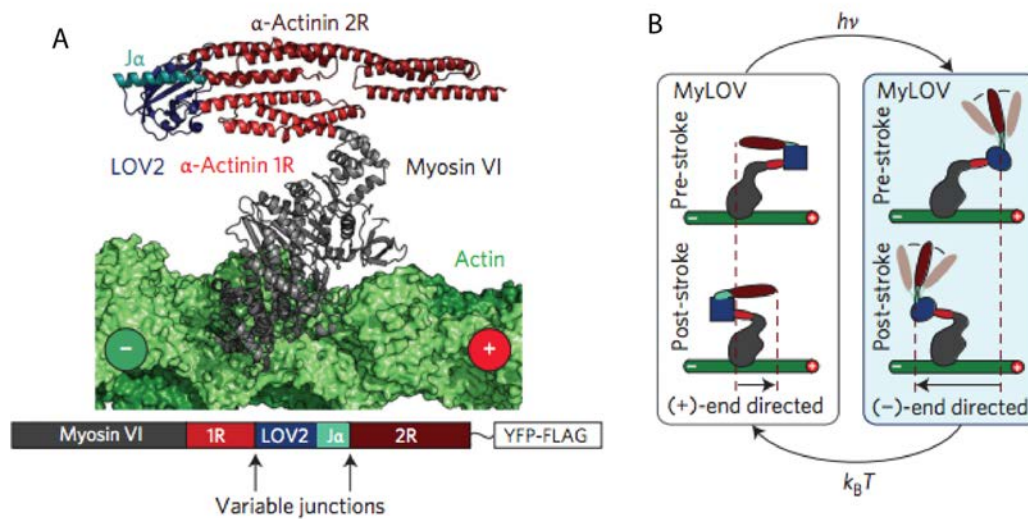 A
α-Actinin 2R
Jα
LOV2
α-Actinin 1R
Myosin VI
Actin
−
+
Myosin VI
1R
LOV2
Jα
2R
YFP-FLAG
Variable junctions
B
hν
MyLOV
Pre-stroke
− +
Post-stroke
− +
(+)-end directed
MyLOV
Pre-stroke
− +
Post-stroke
− +
(−)-end directed
kBT